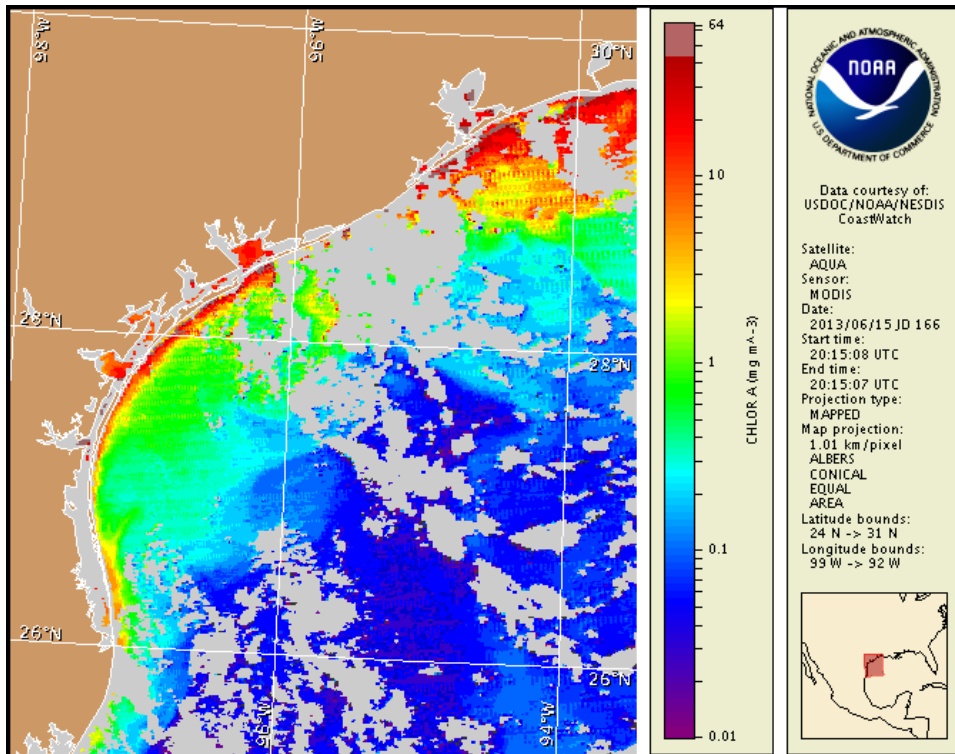 98°W
96°W
30°N
28°N
28°N
26°N
26°N
96°W
94°W
64
10
1
0.1
0.01
CHLOR A (mg m^-3)
NATIONAL OCEANIC AND ATMOSPHERIC ADMINISTRATION
NOAA
U.S. DEPARTMENT OF COMMERCE
Data courtesy of:
USDOC/NOAA/NESDIS
CoastWatch
Satellite:
AQUA
Sensor:
MODIS
Date:
2013/06/15 JD 166
Start time:
20:15:08 UTC
End time:
20:15:07 UTC
Projection type:
MAPPED
Map projection:
1.01 km/pixel
ALBERS
CONICAL
EQUAL
AREA
Latitude bounds:
24 N -> 31 N
Longitude bounds:
99 W -> 92 W